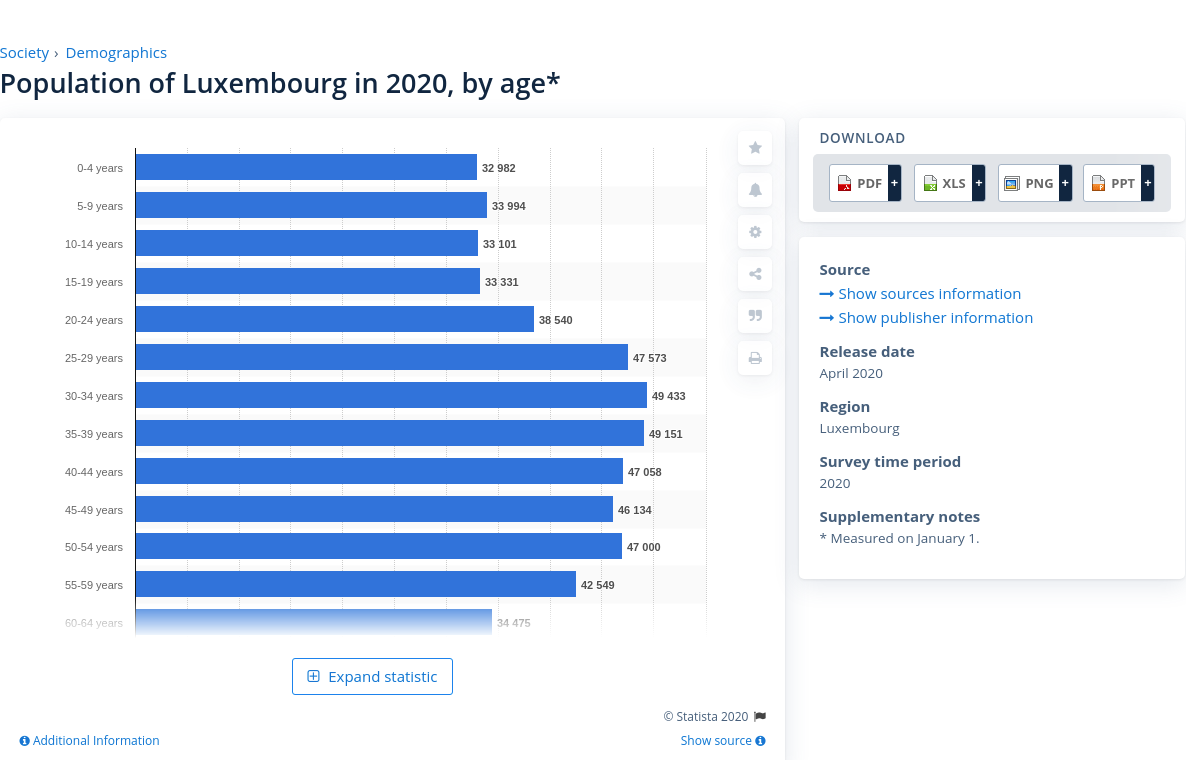 Society › Demographics
Population of Luxembourg in 2020, by age*
0-4 years 32 982
5-9 years 33 994
10-14 years 33 101
15-19 years 33 331
20-24 years 38 540
25-29 years 47 573
30-34 years 49 433
35-39 years 49 151
40-44 years 47 058
45-49 years 46 134
50-54 years 47 000
55-59 years 42 549
60-64 years 34 475
Expand statistic
© Statista 2020
Additional Information
Show source
DOWNLOAD
PDF + XLS + PNG + PPT +
Source
Show sources information
Show publisher information
Release date
April 2020
Region
Luxembourg
Survey time period
2020
Supplementary notes
* Measured on January 1.